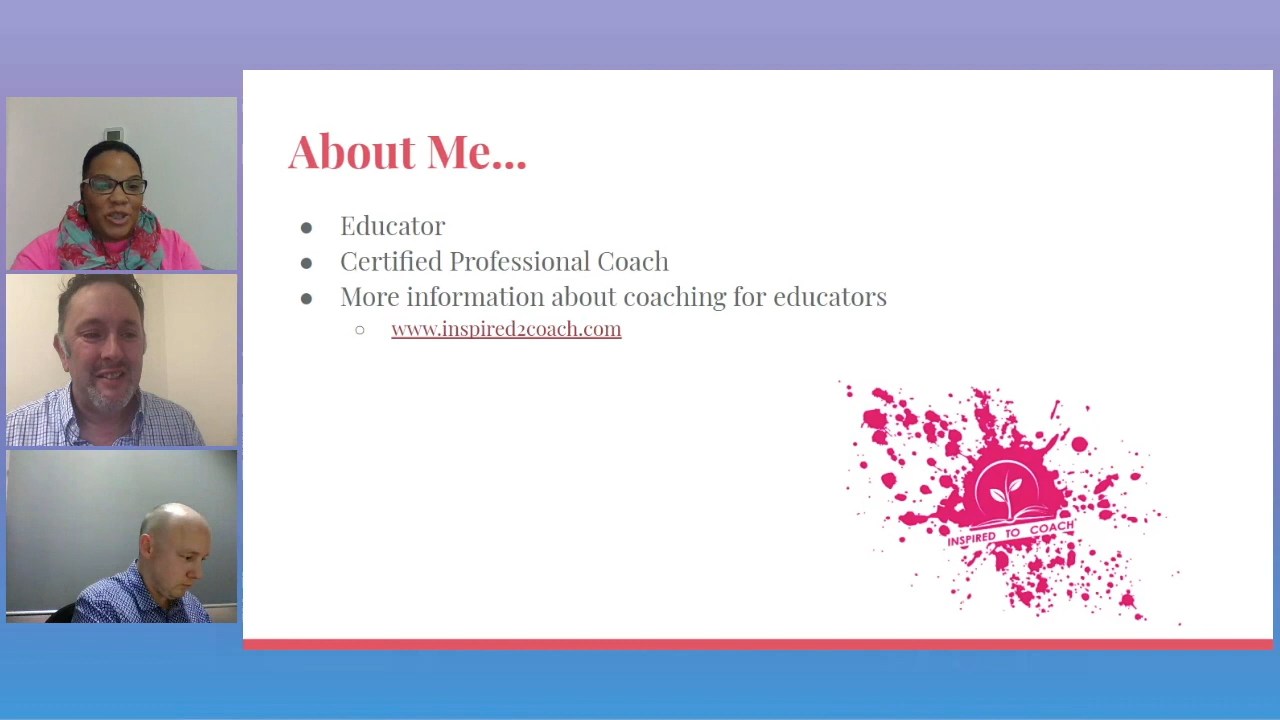 About Me...
● Educator
● Certified Professional Coach
● More information about coaching for educators
○ www.inspired2coach.com
INSPIRED TO COACH